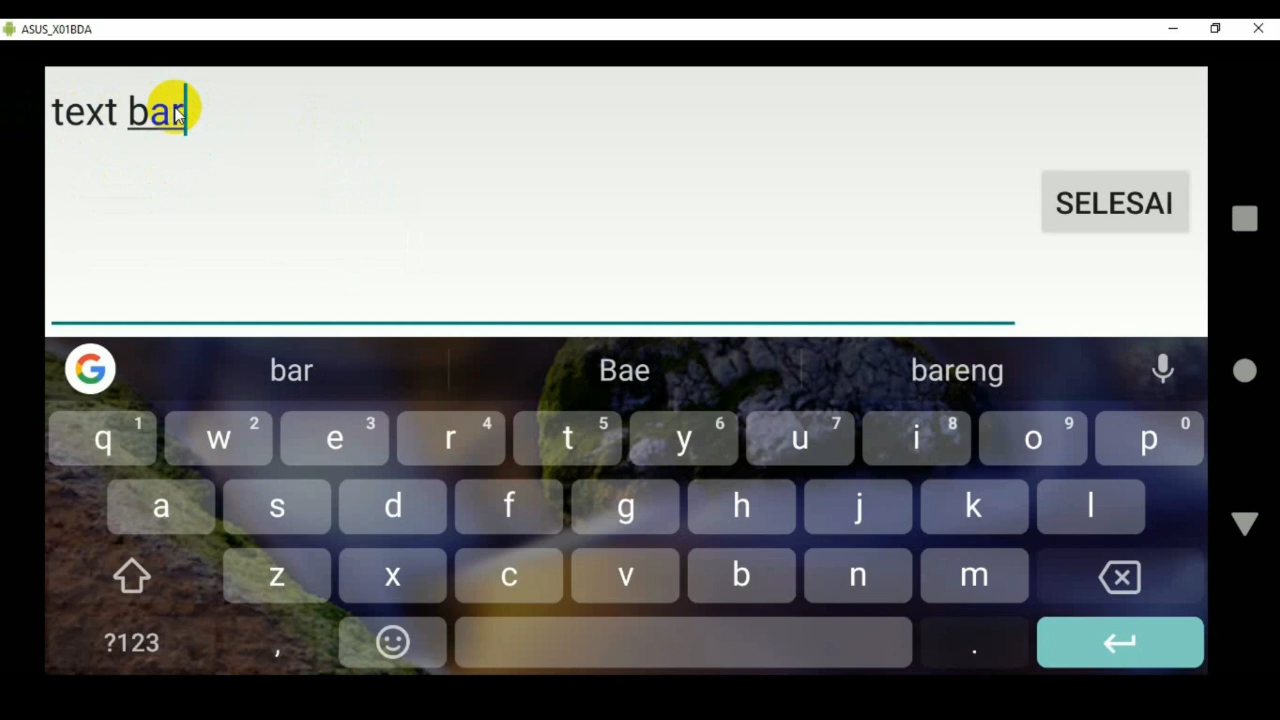 ASUS_X01BDA
text bar
SELESAI
bar Bae bareng
q 1 w 2 e 3 r 4 t 5 y 6 u 7 i 8 o 9 p 0
a s d f g h j k l
z x c v b n m
?123 , .